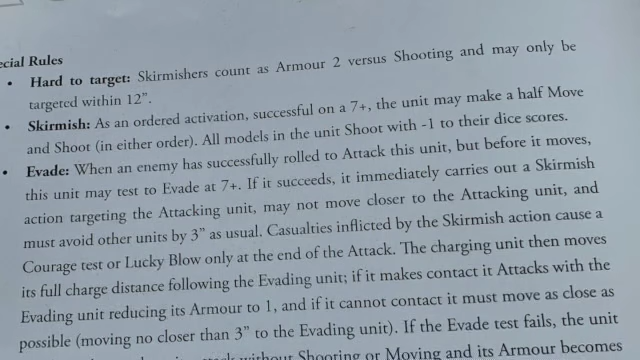 ecial Rules
• Hard to target: Skirmishers count as Armour 2 versus Shooting and may only be
targeted within 12”.
• Skirmish: As an ordered activation, successful on a 7+, the unit may make a half Move
and Shoot (in either order). All models in the unit Shoot with -1 to their dice scores.
• Evade: When an enemy has successfully rolled to Attack this unit, but before it moves,
this unit may test to Evade at 7+. If it succeeds, it immediately carries out a Skirmish
action targeting the Attacking unit, may not move closer to the Attacking unit, and
must avoid other units by 3” as usual. Casualties inflicted by the Skirmish action cause a
Courage test or Lucky Blow only at the end of the Attack. The charging unit then moves
its full charge distance following the Evading unit; if it makes contact it Attacks with the
Evading unit reducing its Armour to 1, and if it cannot contact it must move as close as
possible (moving no closer than 3” to the Evading unit). If the Evade test fails, the unit
without Shooting or Moving and its Armour becomes